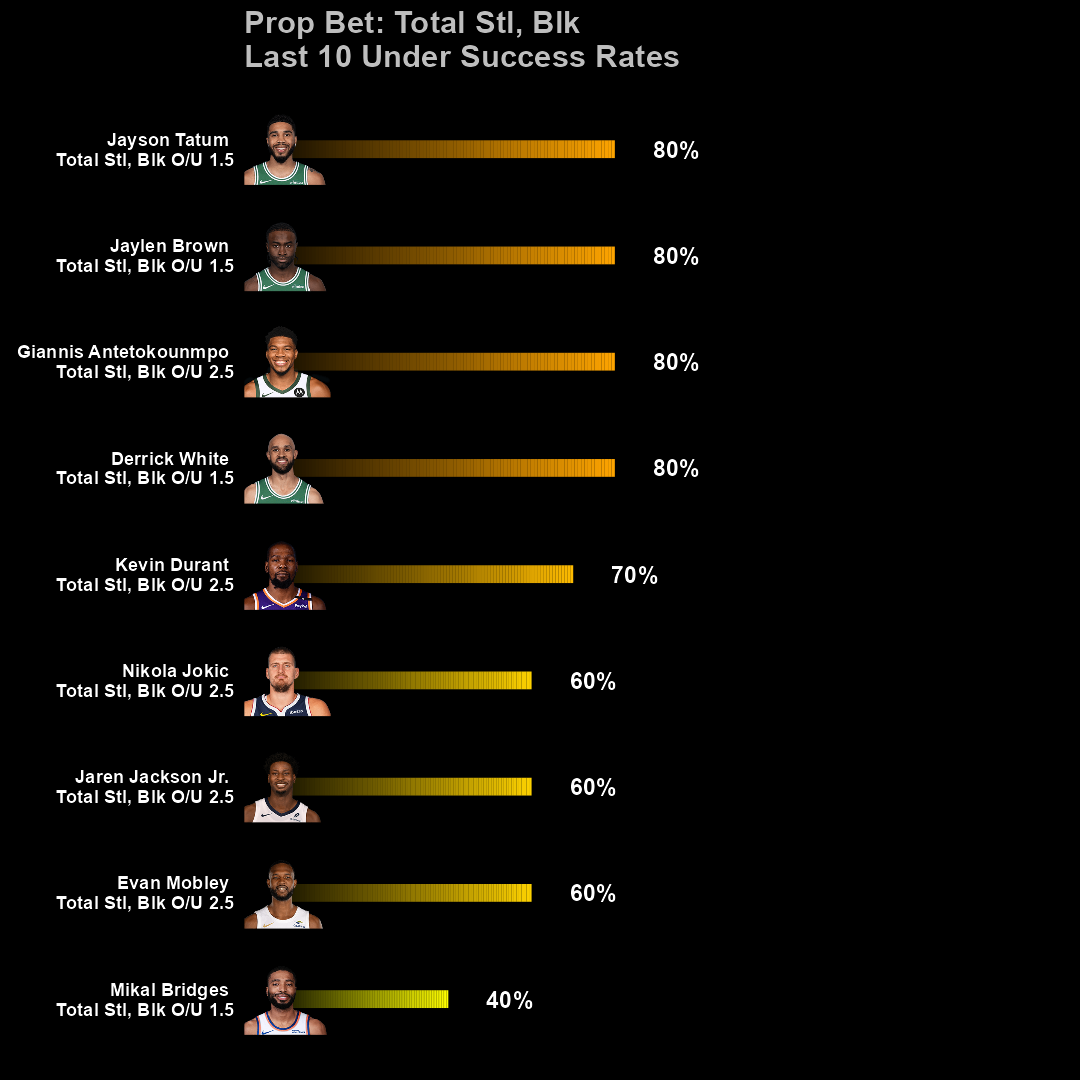 Prop Bet: Total Stl, Blk
Last 10 Under Success Rates
Jayson Tatum
Total Stl, Blk O/U 1.5
80%
Jaylen Brown
Total Stl, Blk O/U 1.5
80%
Giannis Antetokounmpo
Total Stl, Blk O/U 2.5
80%
Derrick White
Total Stl, Blk O/U 1.5
80%
Kevin Durant
Total Stl, Blk O/U 2.5
70%
Nikola Jokic
Total Stl, Blk O/U 2.5
60%
Jaren Jackson Jr.
Total Stl, Blk O/U 2.5
60%
Evan Mobley
Total Stl, Blk O/U 2.5
60%
Mikal Bridges
Total Stl, Blk O/U 1.5
40%